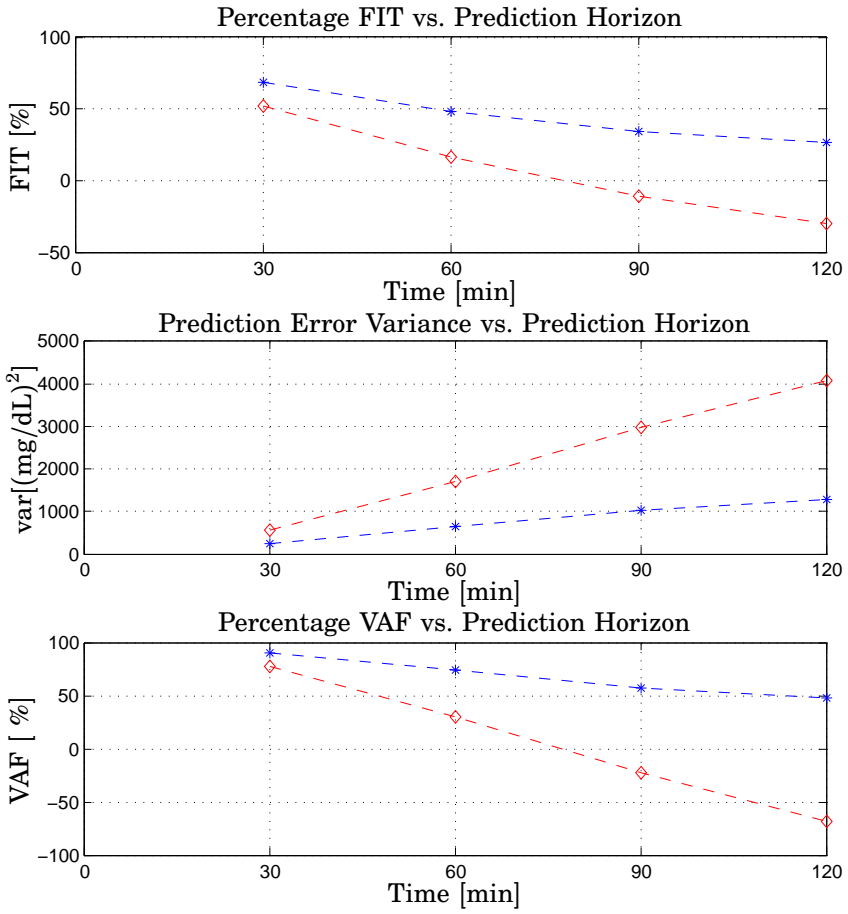 Percentage FIT vs. Prediction Horizon
100
50
0
−50
FIT [%]
0 30 60 90 120
Time [min]
Prediction Error Variance vs. Prediction Horizon
5000
4000
3000
2000
1000
0
var[(mg/dL)²]
0 30 60 90 120
Time [min]
Percentage VAF vs. Prediction Horizon
100
50
0
−50
−100
VAF [ %]
0 30 60 90 120
Time [min]